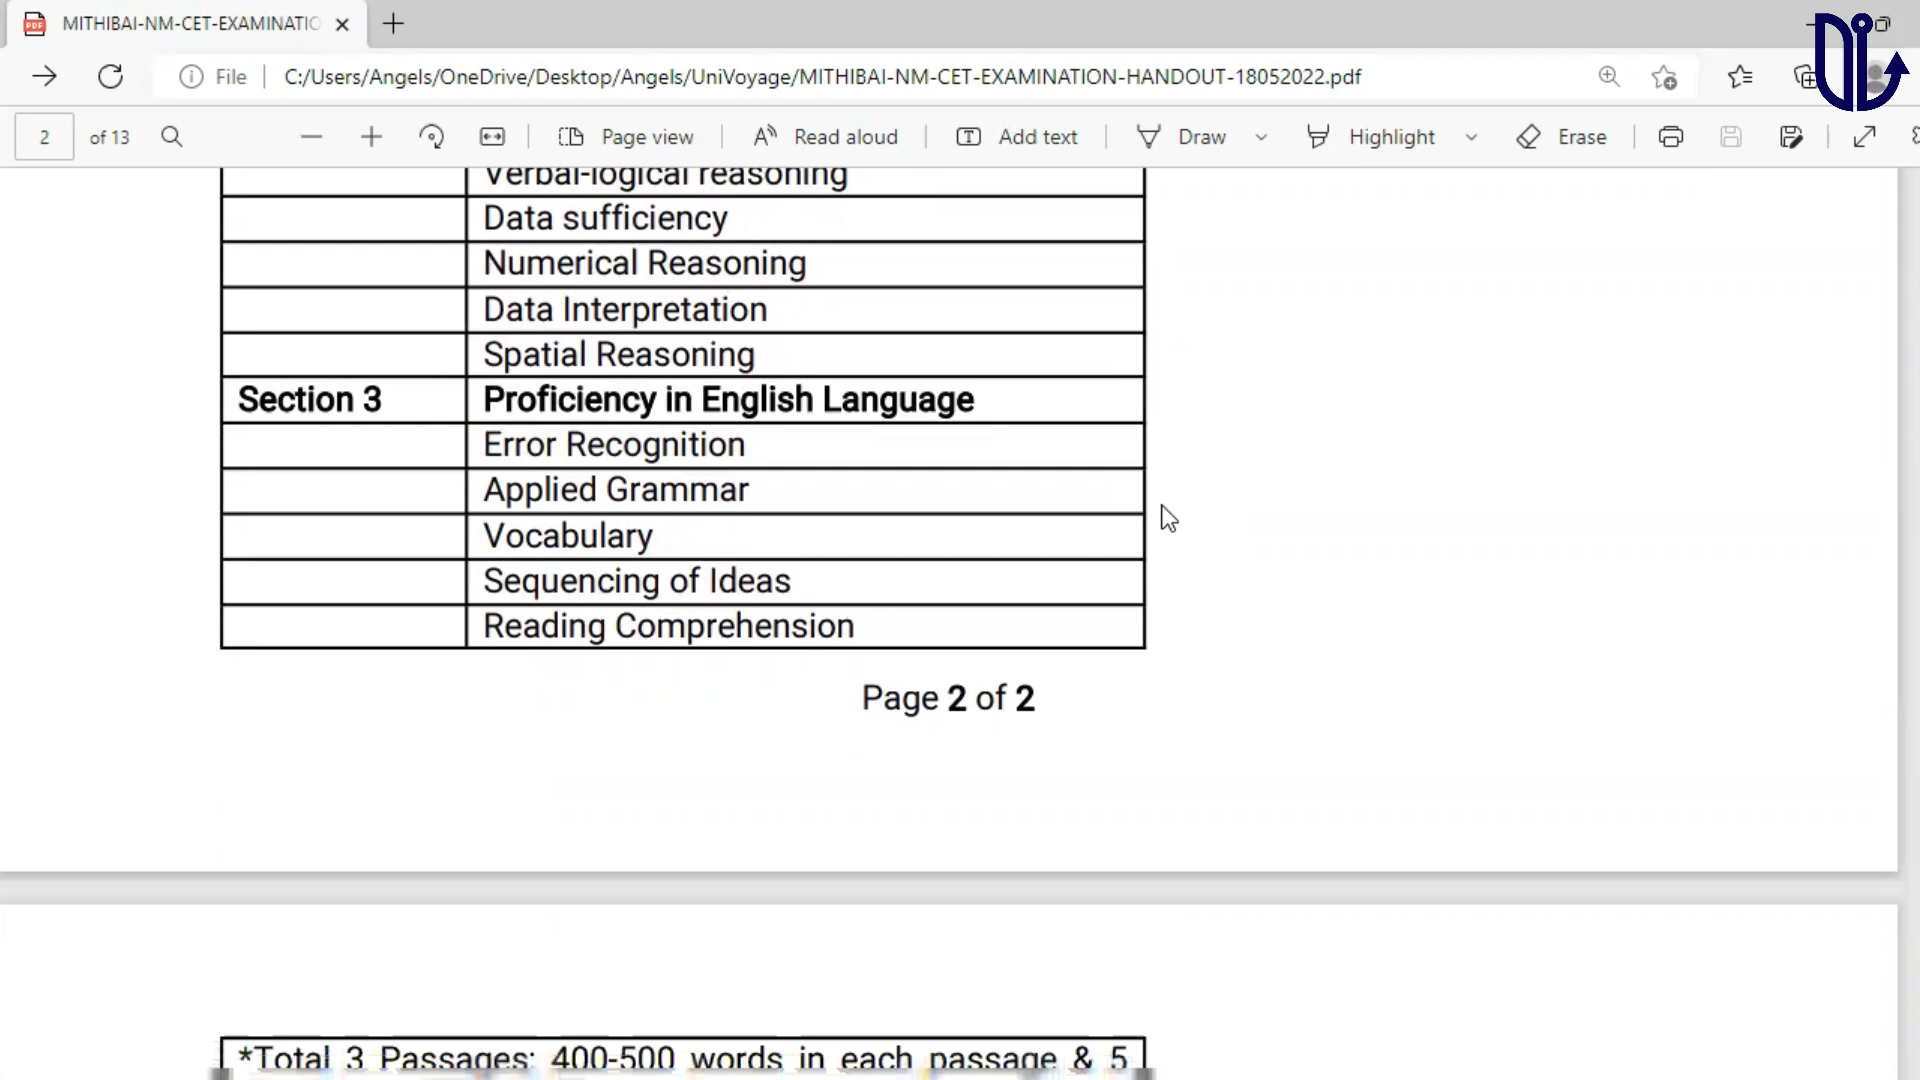 MITHIBAI-NM-CET-EXAMINATIO
File C:/Users/Angels/OneDrive/Desktop/Angels/UniVoyage/MITHIBAI-NM-CET-EXAMINATION-HANDOUT-18052022.pdf
2 of 13 Page view Read aloud Add text Draw Highlight Erase
Verbal-logical reasoning
Data sufficiency
Numerical Reasoning
Data Interpretation
Spatial Reasoning
Section 3 Proficiency in English Language
Error Recognition
Applied Grammar
Vocabulary
Sequencing of Ideas
Reading Comprehension
Page 2 of 2
*Total 3 Passages: 400-500 words in each passage & 5